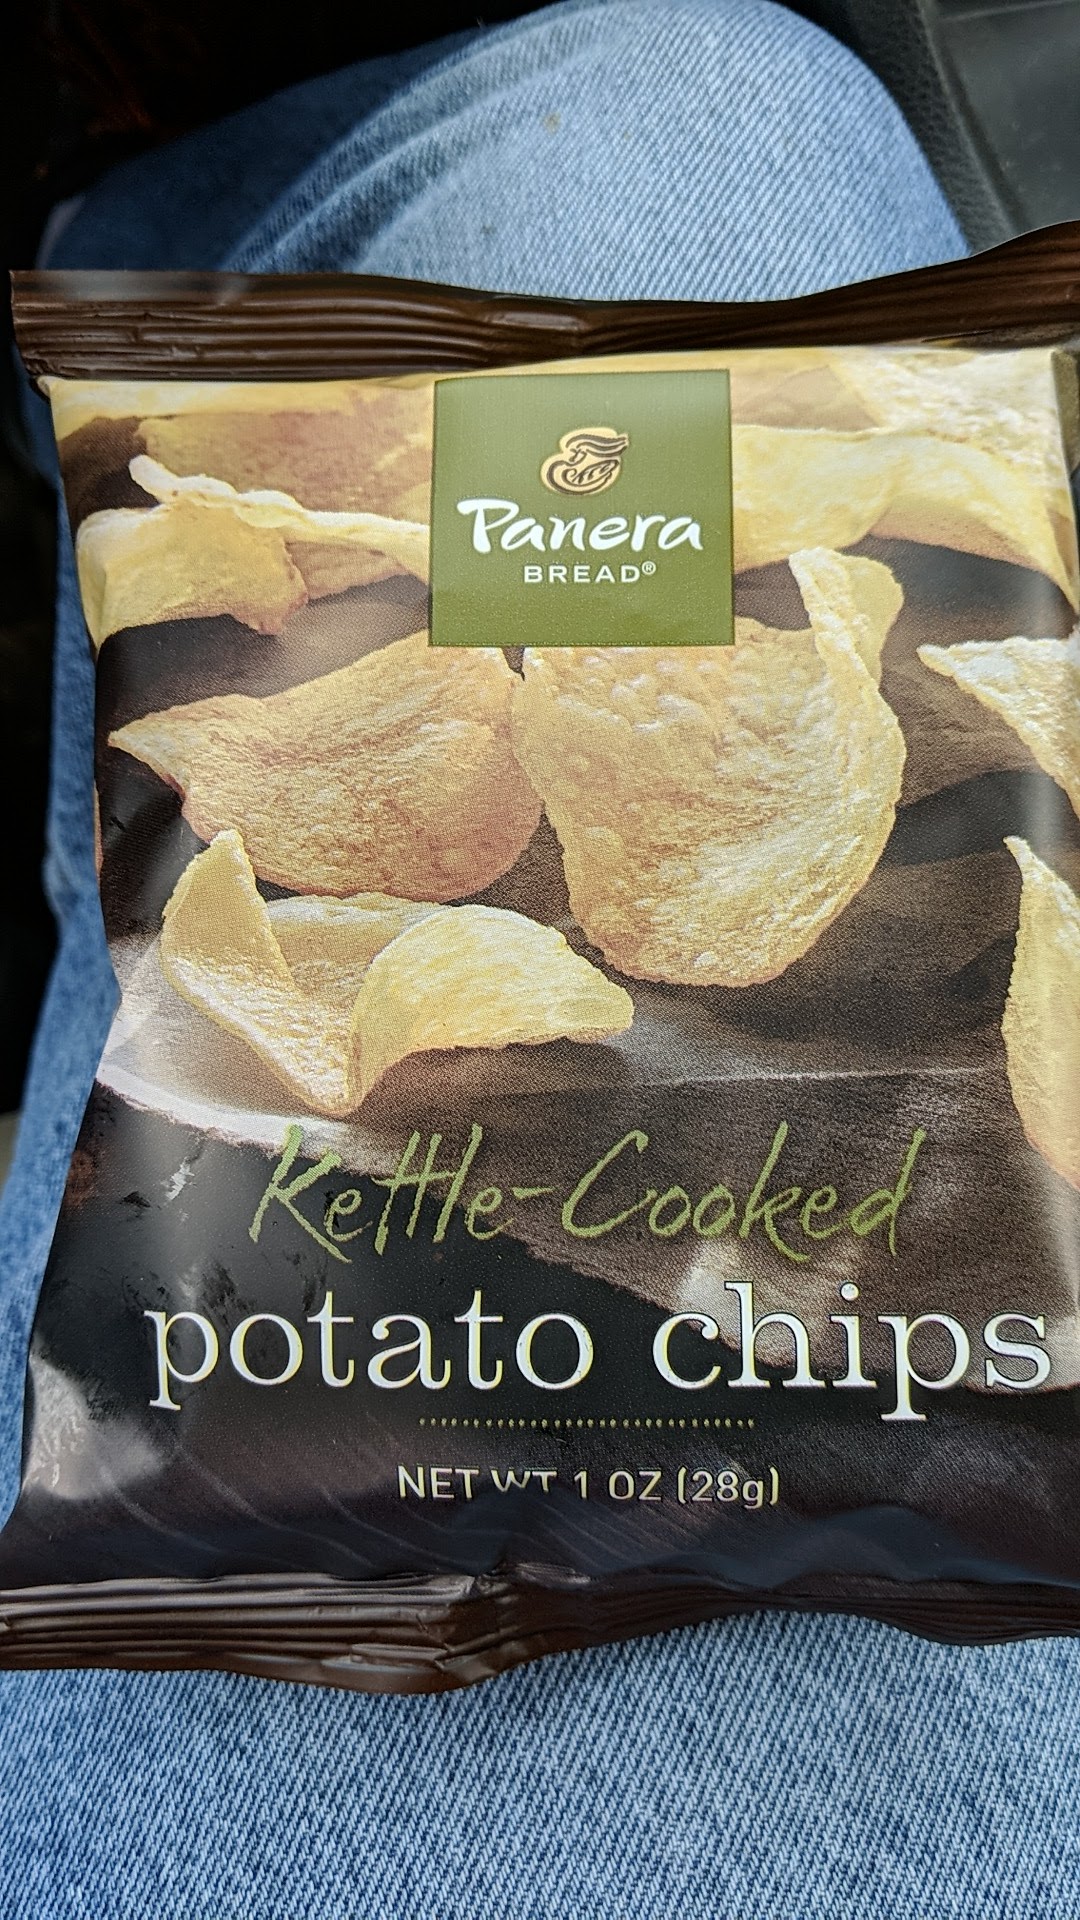 Panera
BREAD®
Kettle-Cooked
potato chips
NET WT 1 OZ (28g)